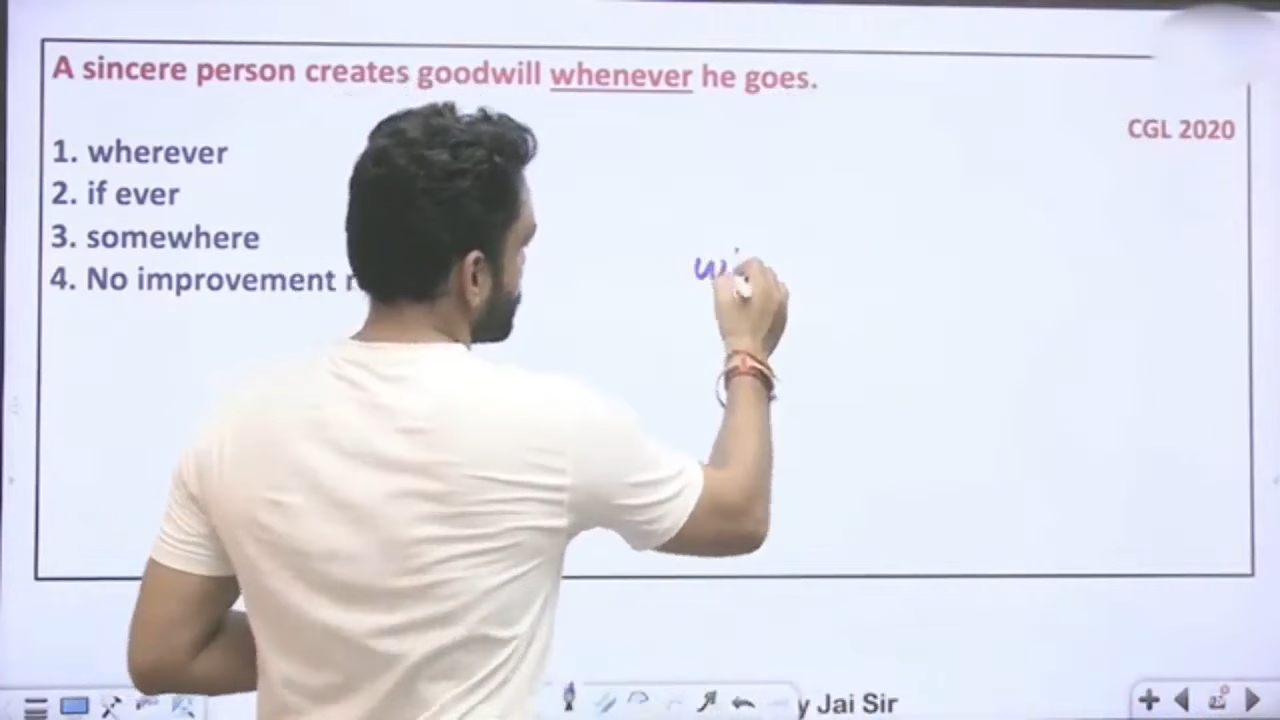 A sincere person creates goodwill whenever he goes.
CGL 2020
1. wherever
2. if ever
3. somewhere
4. No improvement
Jai Sir